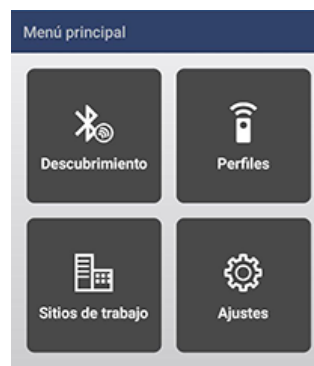 Menú principal
Descubrimiento
Perfiles
Sitios de trabajo
Ajustes